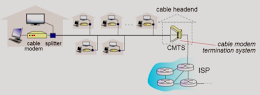 cable headend
...
cable
modem
splitter
CMTS
cable modem
termination system
ISP